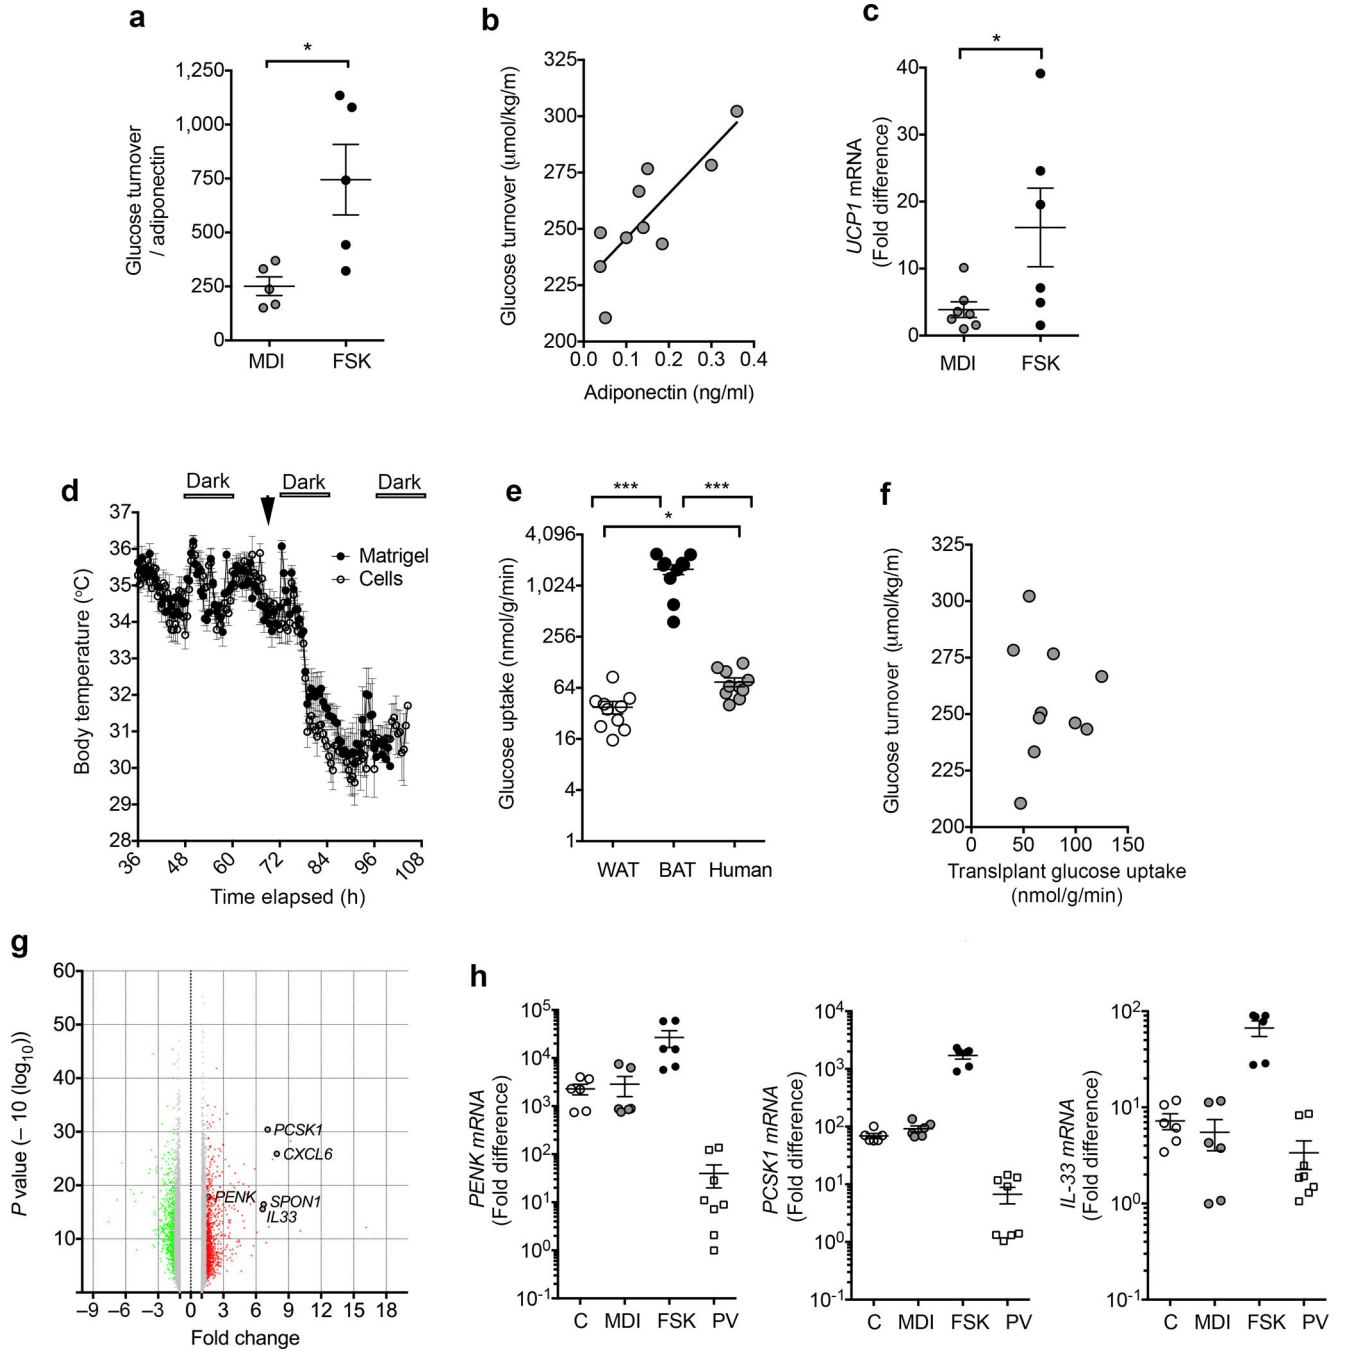 a
*
1,250
1,000
750
500
250
0
Glucose turnover
/ adiponectin
MDI FSK
b
325
300
275
250
225
200
Glucose turnover (μmol/kg/m)
0.0 0.1 0.2 0.3 0.4
Adiponectin (ng/ml)
c
*
40
30
20
10
0
UCP1 mRNA
(Fold difference)
MDI FSK
d
Dark Dark Dark
37
36
35
34
33
32
31
30
29
28
Body temperature (°C)
Matrigel
Cells
36 48 60 72 84 96 108
Time elapsed (h)
e
*** ***
*
4,096
1,024
256
64
16
4
1
Glucose uptake (nmol/g/min)
WAT BAT Human
f
325
300
275
250
225
200
Glucose turnover (μmol/kg/m)
0 50 100 150
Translplant glucose uptake
(nmol/g/min)
g
60
50
40
30
20
10
P value (– 10 (log10))
PCSK1
CXCL6
PENK
SPON1
IL33
–9 –6 –3 0 3 6 9 12 15 18
Fold change
h
10^5
10^4
10^3
10^2
10^1
10^0
10^-1
PENK mRNA
(Fold difference)
C MDI FSK PV
10^4
10^3
10^2
10^1
10^0
10^-1
PCSK1 mRNA
(Fold difference)
C MDI FSK PV
10^2
10^1
10^0
10^-1
IL-33 mRNA
(Fold difference)
C MDI FSK PV